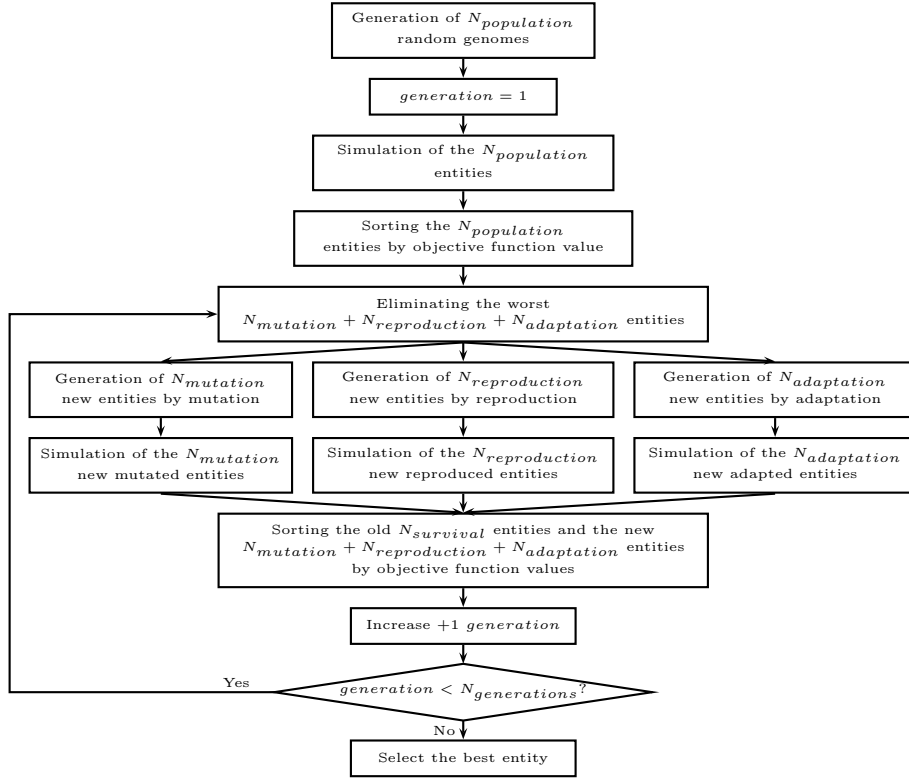 Generation of N_population
random genomes
generation = 1
Simulation of the N_population
entities
Sorting the N_population
entities by objective function value
Eliminating the worst
N_mutation + N_reproduction + N_adaptation entities
Generation of N_mutation
new entities by mutation
Generation of N_reproduction
new entities by reproduction
Generation of N_adaptation
new entities by adaptation
Simulation of the N_mutation
new mutated entities
Simulation of the N_reproduction
new reproduced entities
Simulation of the N_adaptation
new adapted entities
Sorting the old N_survival entities and the new
N_mutation + N_reproduction + N_adaptation entities
by objective function values
Increase +1 generation
Yes
generation < N_generations?
No
Select the best entity